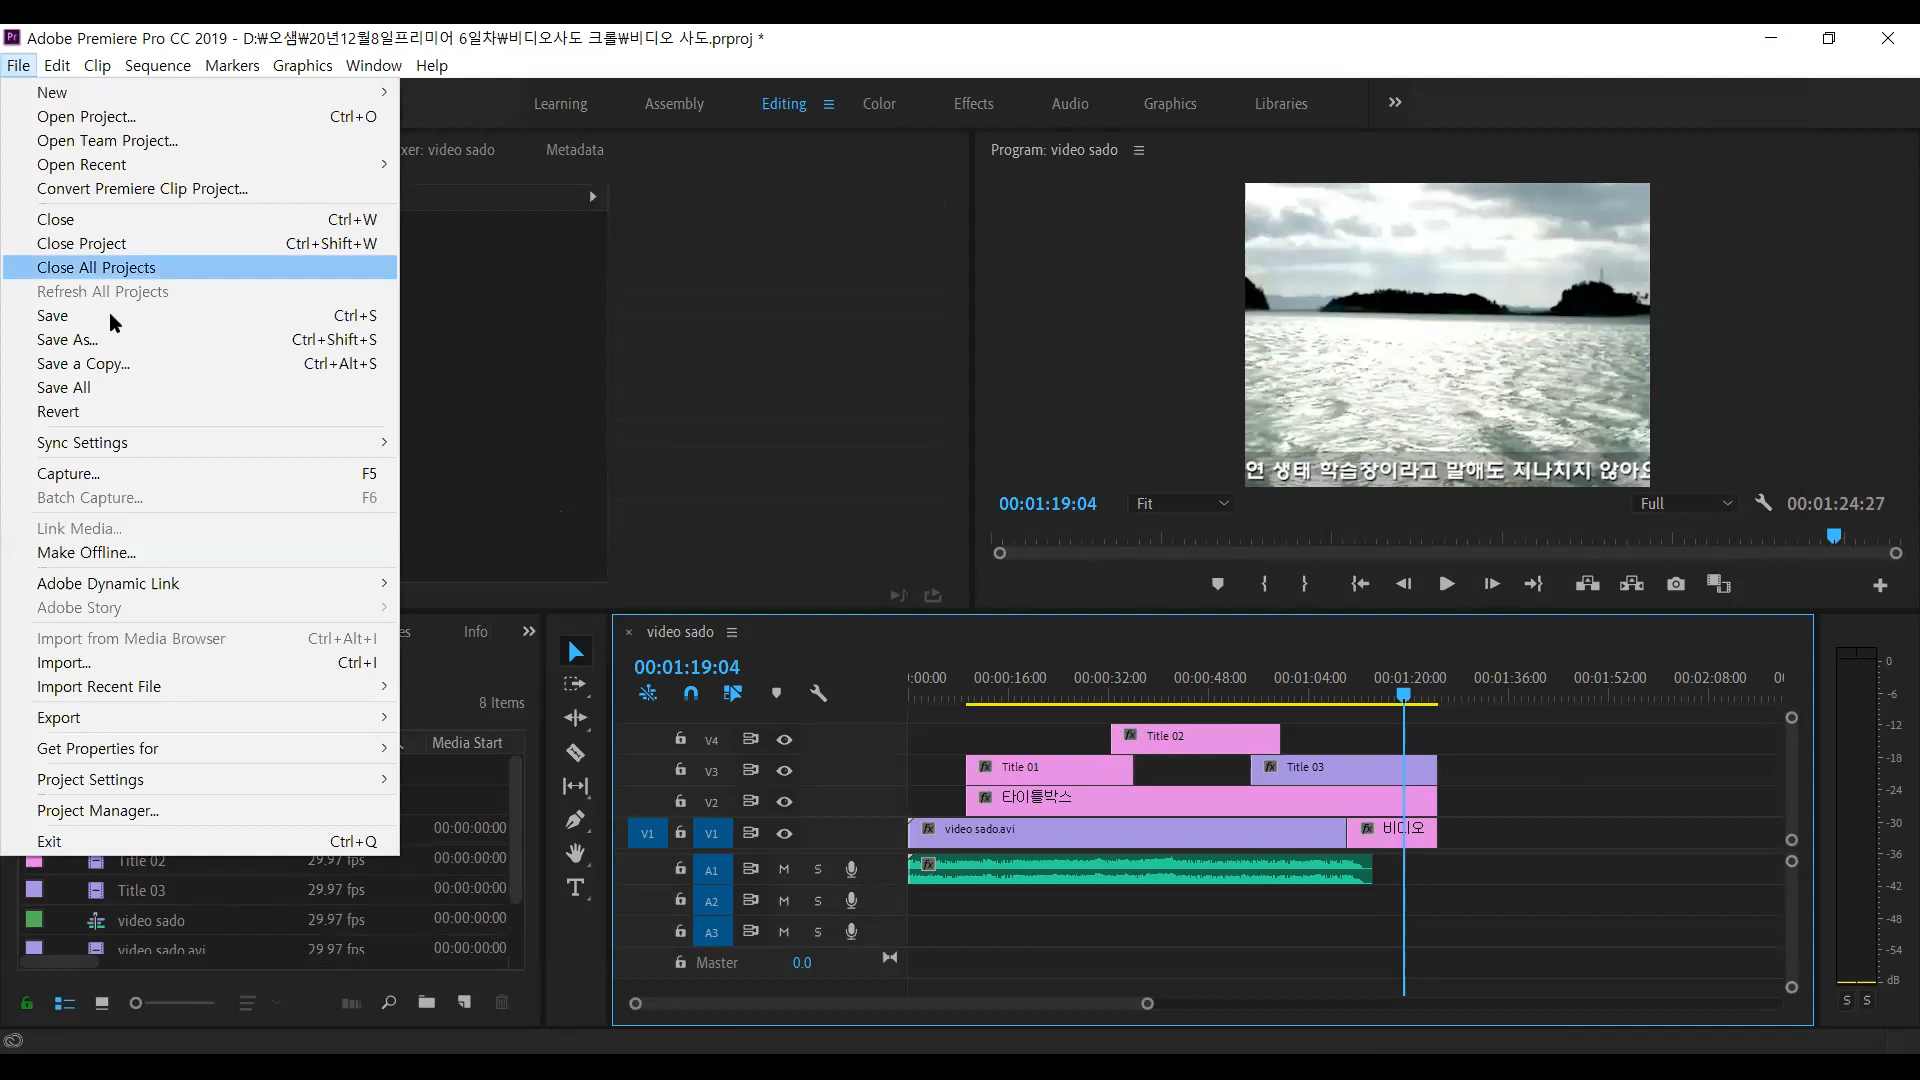 Adobe Premiere Pro CC 2019 - D:₩오샘₩20년12월8일프리미어 6일차₩비디오사도 크롤₩비디오 사도.prproj *
File Edit Clip Sequence Markers Graphics Window Help
New
Open Project... Ctrl+O
Open Team Project...
Open Recent
Convert Premiere Clip Project...
Close Ctrl+W
Close Project Ctrl+Shift+W
Close All Projects
Refresh All Projects
Save Ctrl+S
Save As... Ctrl+Shift+S
Save a Copy... Ctrl+Alt+S
Save All
Revert
Sync Settings
Capture... F5
Batch Capture... F6
Link Media...
Make Offline...
Adobe Dynamic Link
Adobe Story
Import from Media Browser Ctrl+Alt+I
Import... Ctrl+I
Import Recent File
Export
Get Properties for
Project Settings
Project Manager...
Exit Ctrl+Q
Learning Assembly Editing Color Effects Audio Graphics Libraries
xer: video sado Metadata
Program: video sado
연 생태 학습장이라고 말해도 지나치지 않아요
00:01:19:04 Fit Full 00:01:24:27
es Info
8 Items
Media Start
00:00:00:00
Title 02 29.97 fps 00:00:00:00
Title 03 29.97 fps 00:00:00:00
video sado 29.97 fps 00:00:00:00
video sado.avi 29.97 fps 00:00:00:00
video sado
00:01:19:04
:00:00 00:00:16:00 00:00:32:00 00:00:48:00 00:01:04:00 00:01:20:00 00:01:36:00 00:01:52:00 00:02:08:00
V4 fx Title 02
V3 fx Title 01 fx Title 03
V2 fx 타이틀박스
V1 V1 fx video sado.avi fx 비디오
A1 M S fx
A2 M S
A3 M S
Master 0.0
0
-6
-12
-18
-24
-30
-36
-42
-48
-54
dB
S S